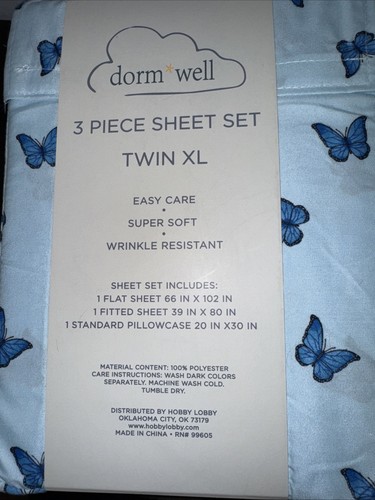 dorm*well
3 PIECE SHEET SET
TWIN XL
EASY CARE
•
SUPER SOFT
•
WRINKLE RESISTANT
SHEET SET INCLUDES:
1 FLAT SHEET 66 IN X 102 IN
1 FITTED SHEET 39 IN X 80 IN
1 STANDARD PILLOWCASE 20 IN X30 IN
MATERIAL CONTENT: 100% POLYESTER
CARE INSTRUCTIONS: WASH DARK COLORS
SEPARATELY. MACHINE WASH COLD.
TUMBLE DRY.
DISTRIBUTED BY HOBBY LOBBY
OKLAHOMA CITY, OK 73179
www.hobbylobby.com
MADE IN CHINA • RN# 99605